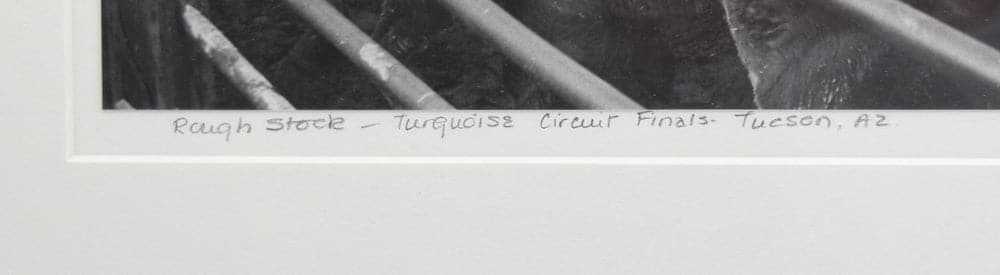 Rough Stock – Turquoise Circuit Finals- Tucson, AZ